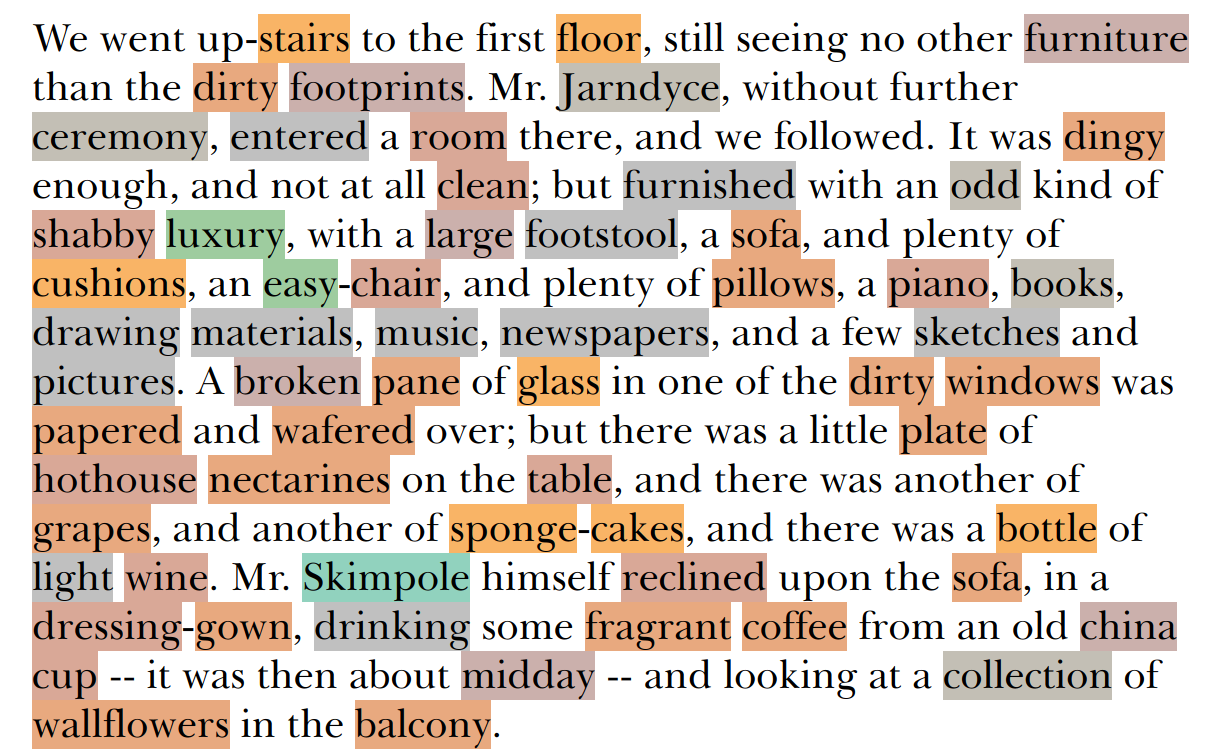 We went up-stairs to the first floor, still seeing no other furniture
than the dirty footprints. Mr. Jarndyce, without further
ceremony, entered a room there, and we followed. It was dingy
enough, and not at all clean; but furnished with an odd kind of
shabby luxury, with a large footstool, a sofa, and plenty of
cushions, an easy-chair, and plenty of pillows, a piano, books,
drawing materials, music, newspapers, and a few sketches and
pictures. A broken pane of glass in one of the dirty windows was
papered and wafered over; but there was a little plate of
hothouse nectarines on the table, and there was another of
grapes, and another of sponge-cakes, and there was a bottle of
light wine. Mr. Skimpole himself reclined upon the sofa, in a
dressing-gown, drinking some fragrant coffee from an old china
cup -- it was then about midday -- and looking at a collection of
wallflowers in the balcony.